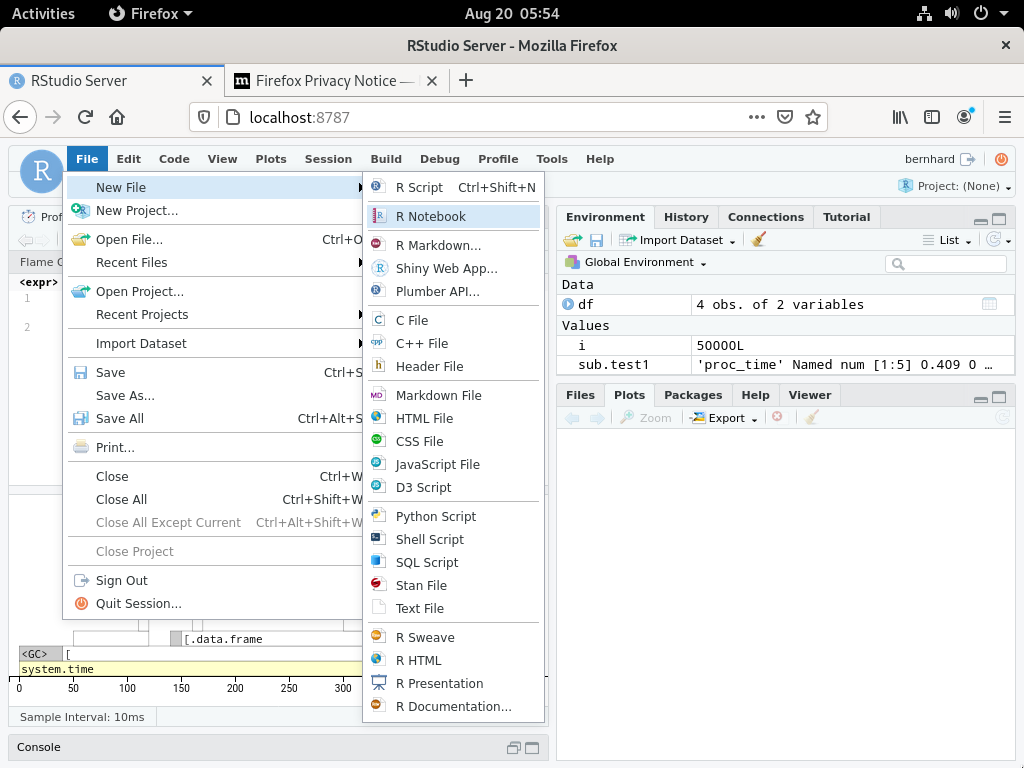 Activities Firefox Aug 20 05:54
RStudio Server - Mozilla Firefox
RStudio Server Firefox Privacy Notice —
localhost:8787
File Edit Code View Plots Session Build Debug Profile Tools Help bernhard
Project: (None)
New File
New Project...
Open File... Ctrl+O
Recent Files
Open Project...
Recent Projects
Import Dataset
Save Ctrl+S
Save As...
Save All Ctrl+Alt+S
Print...
Close Ctrl+W
Close All Ctrl+Shift+W
Close All Except Current Ctrl+Alt+Shift+W
Close Project
Sign Out
Quit Session...
R Script Ctrl+Shift+N
R Notebook
R Markdown...
Shiny Web App...
Plumber API...
C File
C++ File
Header File
Markdown File
HTML File
CSS File
JavaScript File
D3 Script
Python Script
Shell Script
SQL Script
Stan File
Text File
R Sweave
R HTML
R Presentation
R Documentation...
Prof
Flame G
<expr>
1
2
[.data.frame
<GC> [
system.time
0 50 100 150 200 250 300
Sample Interval: 10ms
Console
Environment History Connections Tutorial
Import Dataset List
Global Environment
Data
df 4 obs. of 2 variables
Values
i 50000L
sub.test1 'proc_time' Named num [1:5] 0.409 0 …
Files Plots Packages Help Viewer
Zoom Export